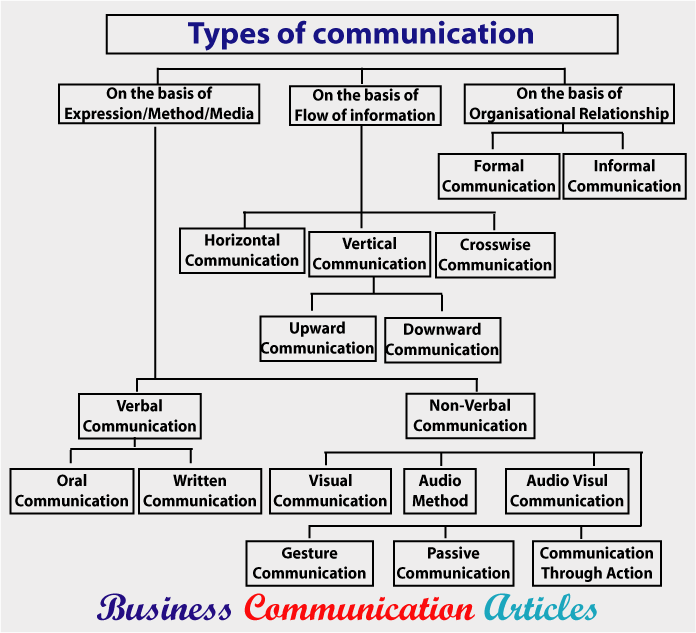 Types of communication
On the basis of
Expression/Method/Media
On the basis of
Flow of information
On the basis of
Organisational Relationship
Formal
Communication
Informal
Communication
Horizontal
Communication
Vertical
Communication
Crosswise
Communication
Upward
Communication
Downward
Communication
Verbal
Communication
Non-Verbal
Communication
Oral
Communication
Written
Communication
Visual
Communication
Audio
Method
Audio Visul
Communication
Gesture
Communication
Passive
Communication
Communication
Through Action
Business Communication Articles